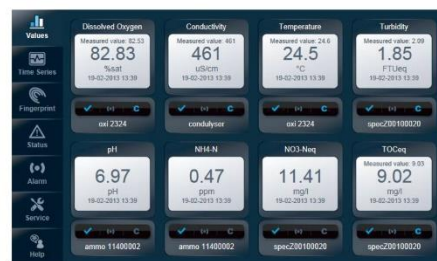 Values
Time Series
Fingerprint
Status
Alarm
Service
Help
Dissolved Oxygen
Measured value: 82.53
82.83
%sat
19-02-2013 13:39
oxi 2324
Conductivity
Measured value: 461
461
uS/cm
19-02-2013 13:39
condulyser
Temperature
Measured value: 24.6
24.5
°C
19-02-2013 13:39
oxi 2324
Turbidity
Measured value: 2.09
1.85
FTUeq
19-02-2013 13:39
specZ00100020
pH
6.97
pH
19-02-2013 13:39
ammo 11400002
NH4-N
0.47
ppm
19-02-2013 13:39
ammo 11400002
NO3-Neq
11.41
mg/l
19-02-2013 13:39
specZ00100020
TOCeq
Measured value: 9.03
9.02
mg/l
19-02-2013 13:39
specZ00100020